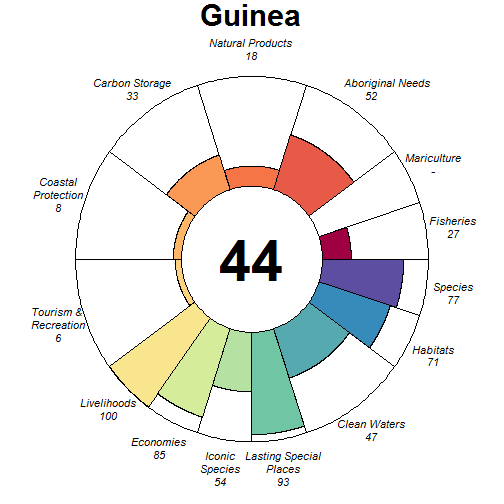 Guinea
Natural Products
18
Carbon Storage
33
Aboriginal Needs
52
Mariculture
-
Coastal
Protection
8
Fisheries
27
44
Species
77
Tourism &
Recreation
6
Habitats
71
Livelihoods
100
Clean Waters
47
Economies
85
Iconic
Species
54
Lasting Special
Places
93